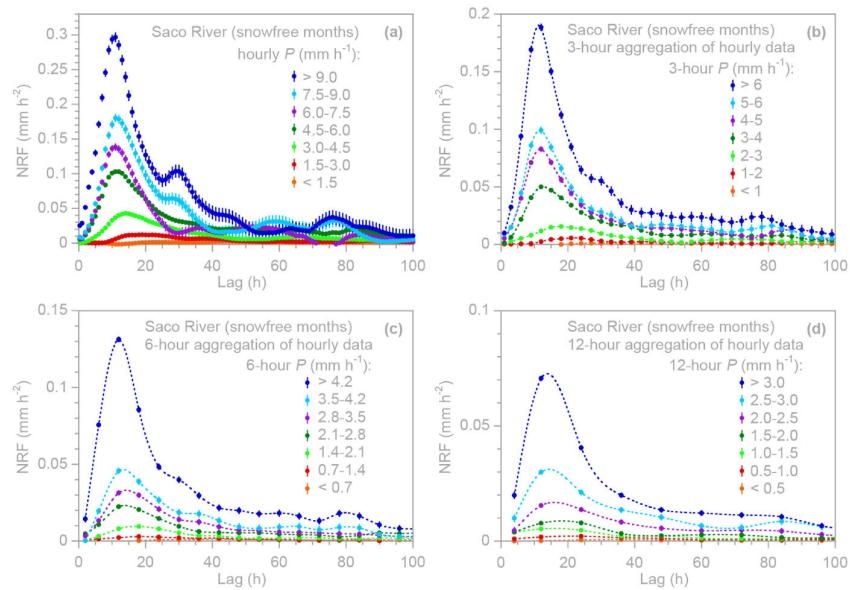 Saco River (snowfree months) (a)
hourly P (mm h⁻¹):
> 9.0
7.5-9.0
6.0-7.5
4.5-6.0
3.0-4.5
1.5-3.0
< 1.5
NRF (mm h⁻²)
0.3
0.25
0.2
0.15
0.1
0.05
0
0 20 40 60 80 100
Lag (h)
Saco River (snowfree months) (b)
3-hour aggregation of hourly data
3-hour P (mm h⁻¹):
> 6
5-6
4-5
3-4
2-3
1-2
< 1
NRF (mm h⁻²)
0.2
0.15
0.1
0.05
0
0 20 40 60 80 100
Lag (h)
Saco River (snowfree months) (c)
6-hour aggregation of hourly data
6-hour P (mm h⁻¹):
> 4.2
3.5-4.2
2.8-3.5
2.1-2.8
1.4-2.1
0.7-1.4
< 0.7
NRF (mm h⁻²)
0.15
0.1
0.05
0
0 20 40 60 80 100
Lag (h)
Saco River (snowfree months) (d)
12-hour aggregation of hourly data
12-hour P (mm h⁻¹):
> 3.0
2.5-3.0
2.0-2.5
1.5-2.0
1.0-1.5
0.5-1.0
< 0.5
NRF (mm h⁻²)
0.1
0.05
0
0 20 40 60 80 100
Lag (h)